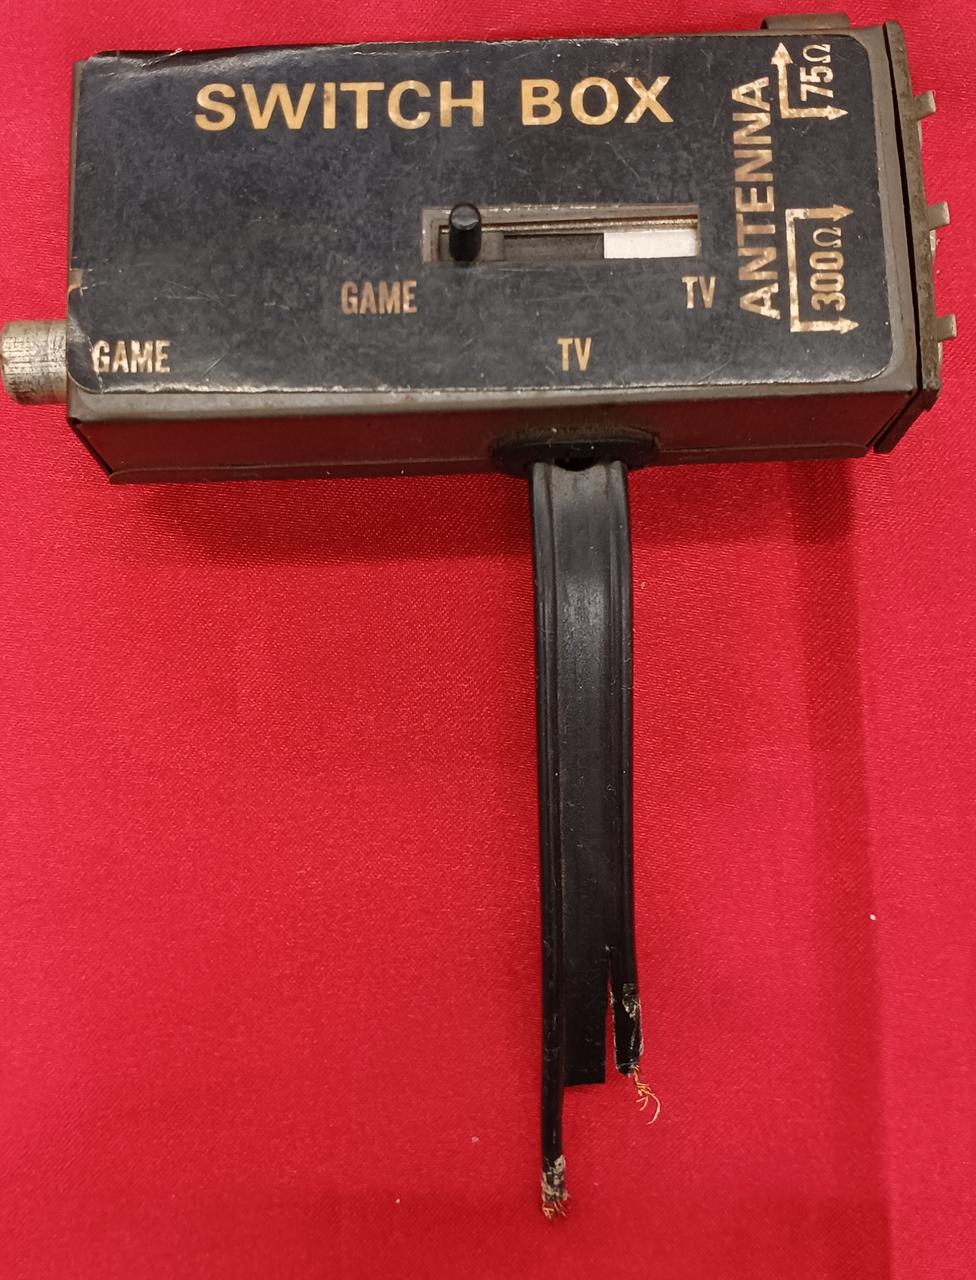 SWITCH BOX
ANTENNA
75Ω
300Ω
GAME
TV
GAME
TV